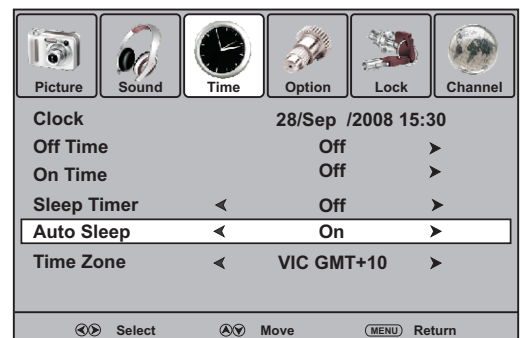 Picture Sound Time Option Lock Channel
Clock 28/Sep /2008 15:30
Off Time Off
On Time Off
Sleep Timer Off
Auto Sleep On
Time Zone VIC GMT+10
Select Move MENU Return